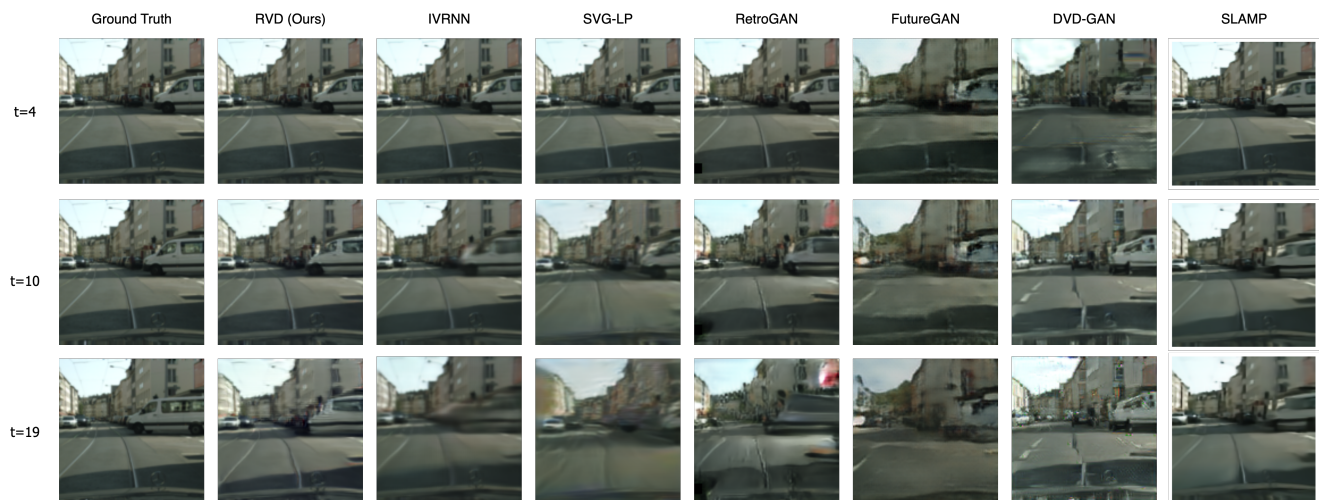 Ground Truth RVD (Ours) IVRNN SVG-LP RetroGAN FutureGAN DVD-GAN SLAMP
t=4
t=10
t=19